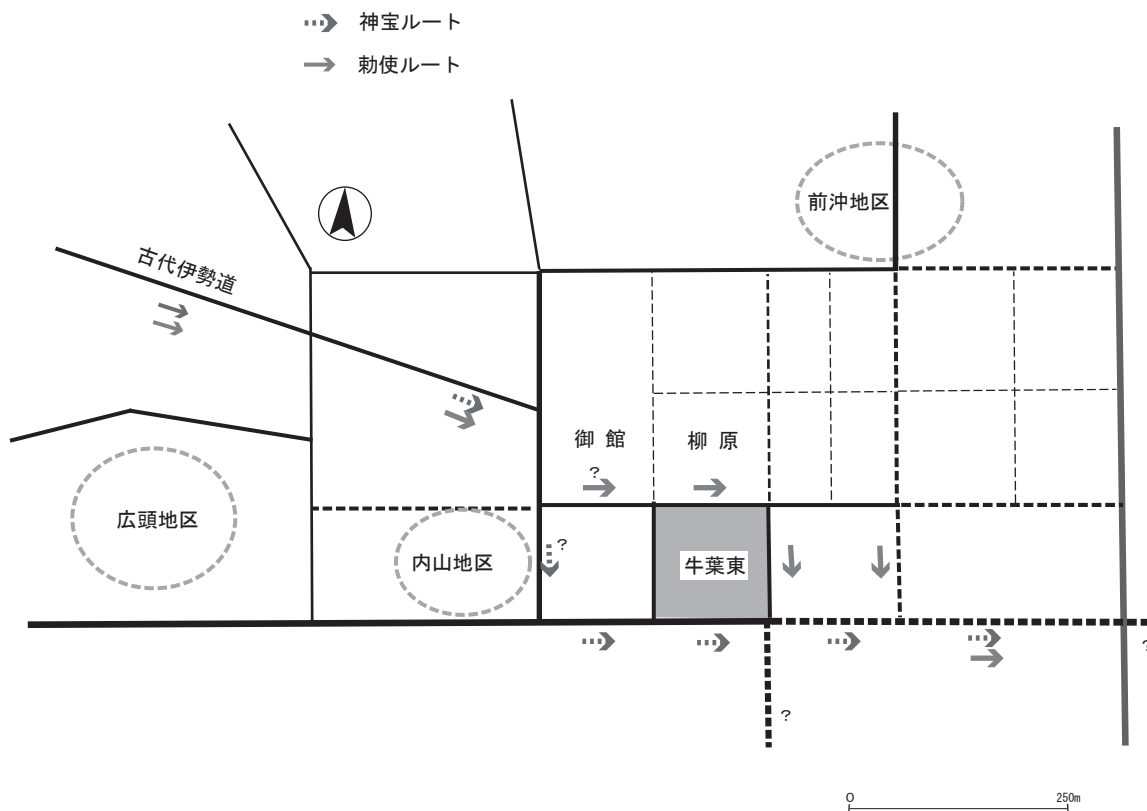 神宝ルート
勅使ルート
前沖地区
古代伊勢道
御館
柳原
?
広頭地区
内山地区
?
牛葉東
?
?
0 250m